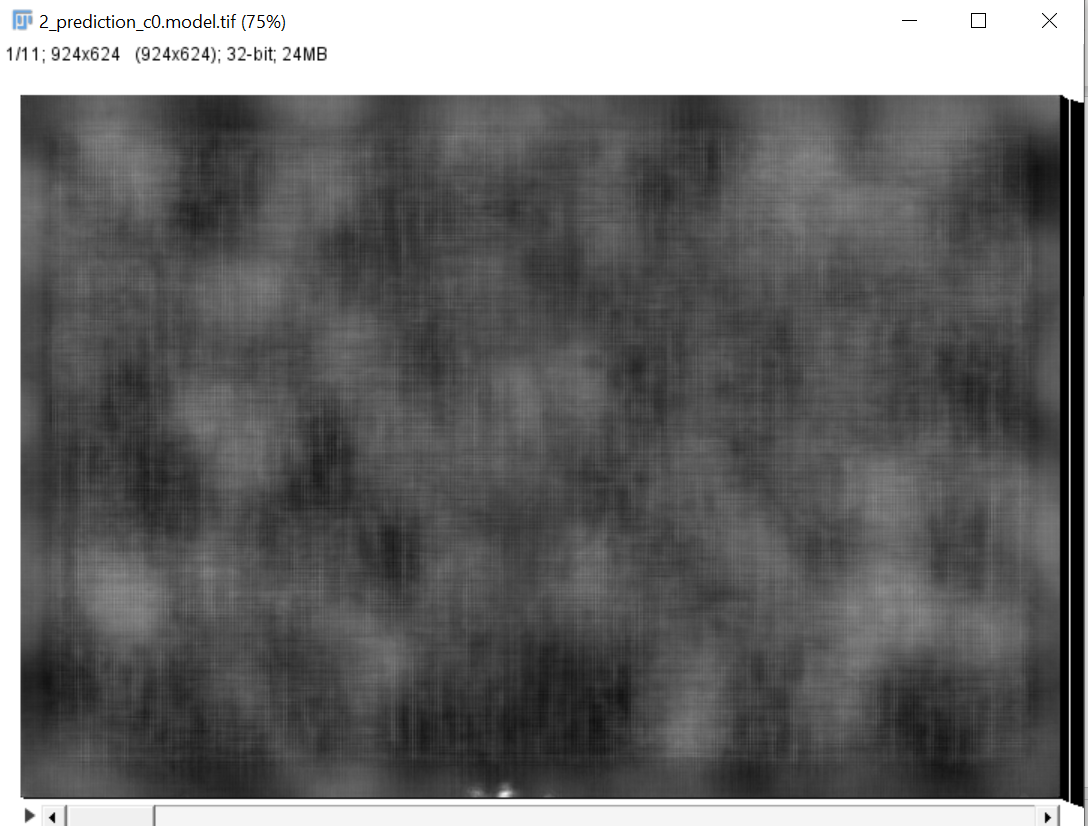 2_prediction_c0.model.tif (75%)
1/11; 924x624 (924x624); 32-bit; 24MB